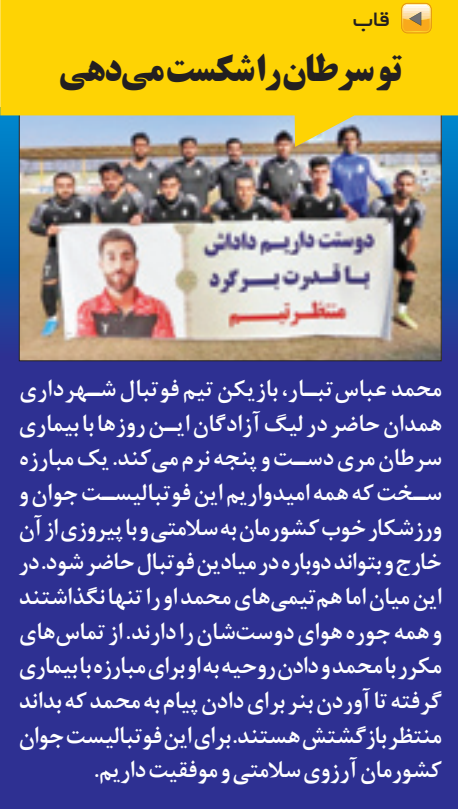 قاب
تو سرطان را شکست می‌دهی
دوستت داریم داداش
با قدرت برگرد
منتظرتیم
محمد عباس‌تبار، بازیکن تیم فوتبال شهرداری
همدان حاضر در لیگ آزادگان این روزها با بیماری
سرطان مری دست و پنجه نرم می‌کند. یک مبارزه
سخت که همه امیدواریم این فوتبالیست جوان و
ورزشکار خوب کشورمان به سلامتی و با پیروزی از آن
خارج و بتواند دوباره در میادین فوتبال حاضر شود. در
این میان اما هم‌تیمی‌های محمد او را تنها نگذاشتند
و همه جوره هوای دوست‌شان را دارند. از تماس‌های
مکرر با محمد و دادن روحیه به او برای مبارزه با بیماری
گرفته تا آوردن بنر برای دادن پیام به محمد که بداند
منتظر بازگشتش هستند. برای این فوتبالیست جوان
کشورمان آرزوی سلامتی و موفقیت داریم.